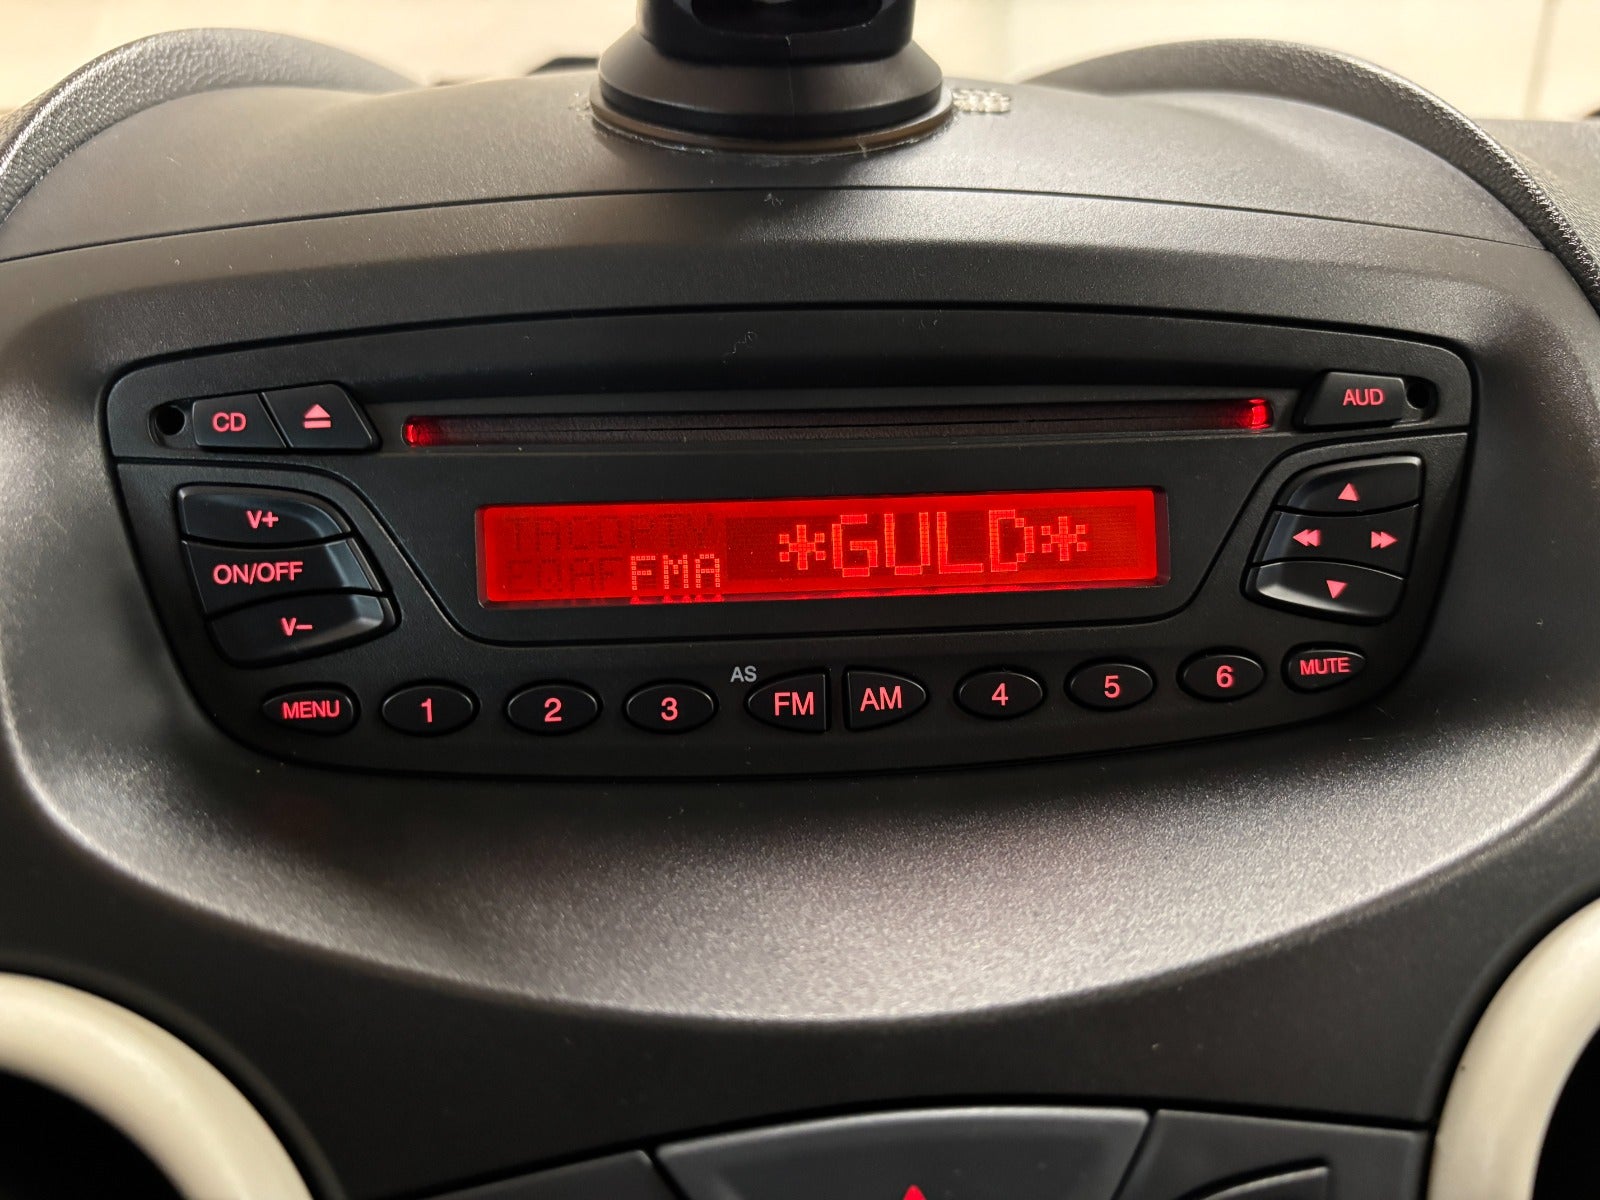 CD
AUD
V+
ON/OFF
V−
FMA *GULD*
AS
MENU 1 2 3 FM AM 4 5 6 MUTE